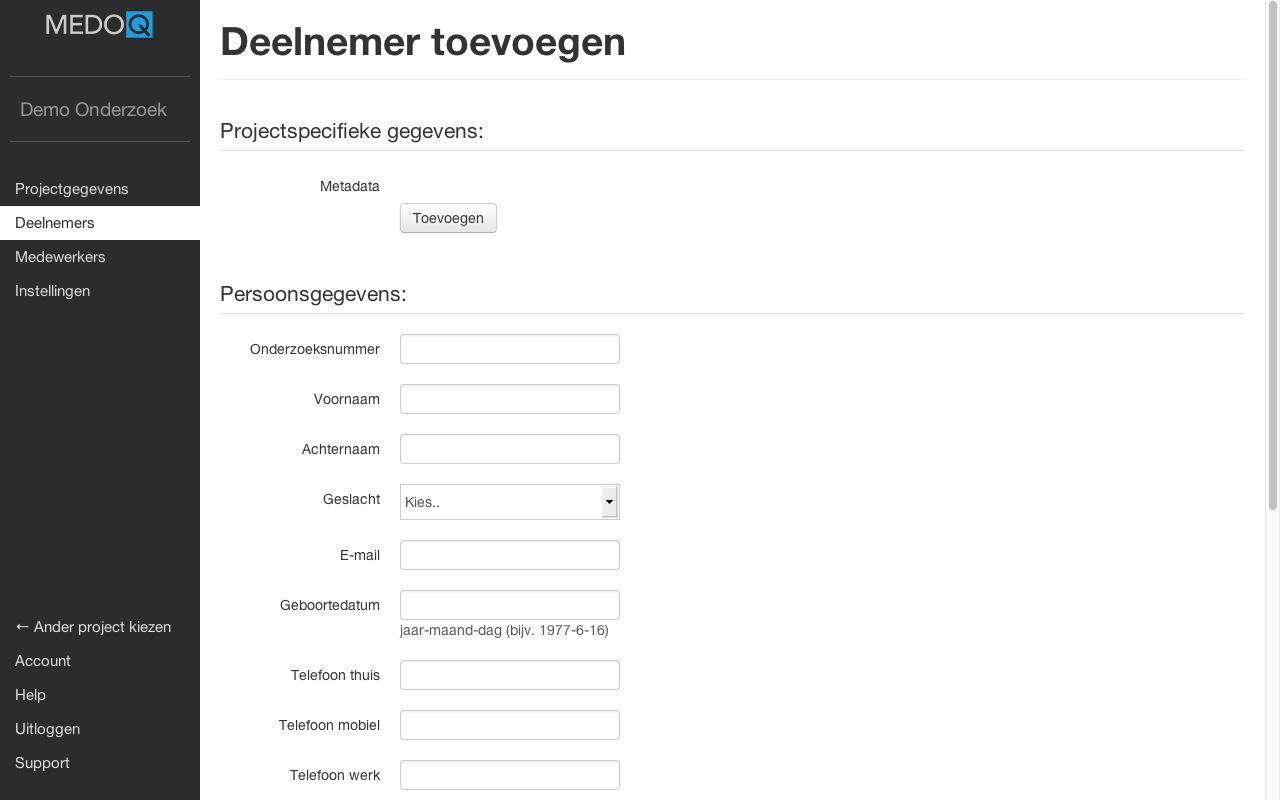 MEDOQ
Demo Onderzoek
Projectgegevens
Deelnemers
Medewerkers
Instellingen
← Ander project kiezen
Account
Help
Uitloggen
Support
Deelnemer toevoegen
Projectspecifieke gegevens:
Metadata
Toevoegen
Persoonsgegevens:
Onderzoeksnummer
Voornaam
Achternaam
Geslacht Kies..
E-mail
Geboortedatum
jaar-maand-dag (bijv. 1977-6-16)
Telefoon thuis
Telefoon mobiel
Telefoon werk